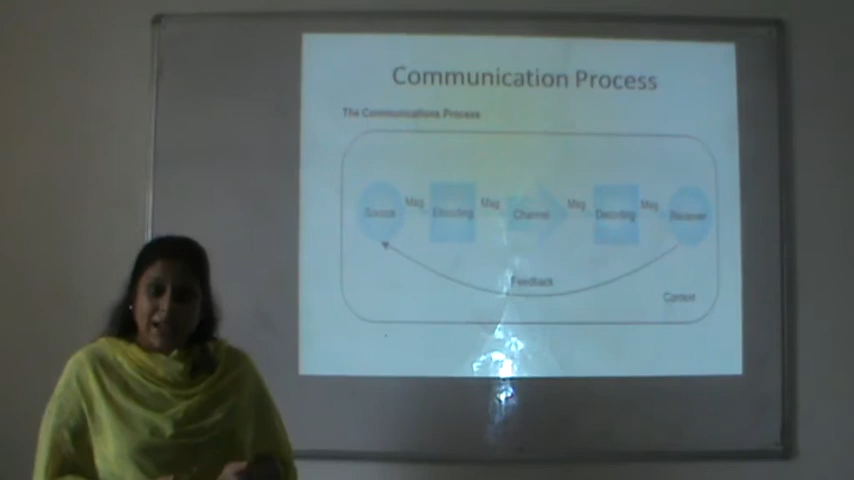 Communication Process
The Communications Process
Source Msg Encoding Msg Channel Msg Decoding Msg Receiver
Feedback
Context